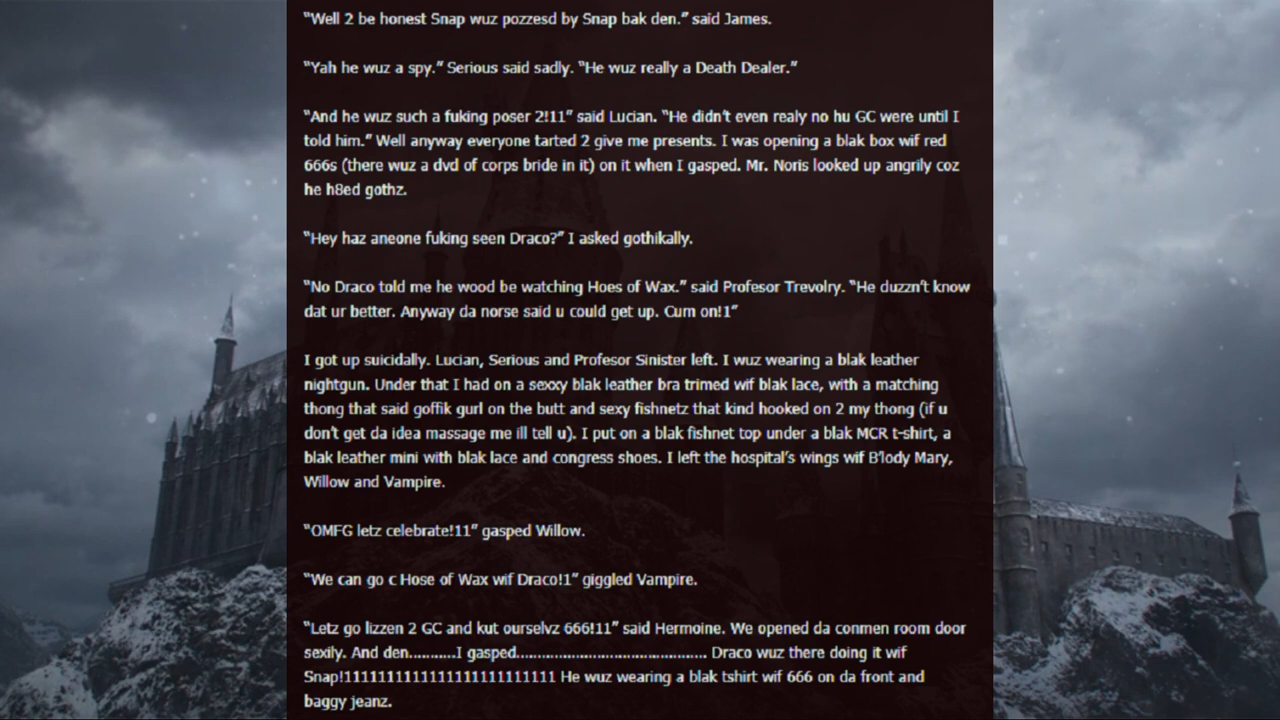 “Well 2 be honest Snap wuz pozzesd by Snap bak den.” said James.
“Yah he wuz a spy.” Serious said sadly. “He wuz really a Death Dealer.”
“And he wuz such a fuking poser 2!11” said Lucian. “He didn’t even realy no hu GC were until I
told him.” Well anyway everyone tarted 2 give me presents. I was opening a blak box wif red
666s (there wuz a dvd of corps bride in it) on it when I gasped. Mr. Noris looked up angrily coz
he h8ed gothz.
“Hey haz aneone fuking seen Draco?” I asked gothikally.
“No Draco told me he wood be watching Hoes of Wax.” said Profesor Trevolry. “He duzzn’t know
dat ur better. Anyway da norse said u could get up. Cum on!1”
I got up suicidally. Lucian, Serious and Profesor Sinister left. I wuz wearing a blak leather
nightgun. Under that I had on a sexxy blak leather bra trimed wif blak lace, with a matching
thong that said goffik gurl on the butt and sexy fishnetz that kind hooked on 2 my thong (if u
don’t get da idea massage me ill tell u). I put on a blak fishnet top under a blak MCR t-shirt, a
blak leather mini with blak lace and congress shoes. I left the hospital’s wings wif B’lody Mary,
Willow and Vampire.
“OMFG letz celebrate!11” gasped Willow.
“We can go c Hose of Wax wif Draco!1” giggled Vampire.
“Letz go lizzen 2 GC and kut ourselvz 666!11” said Hermoine. We opened da conmen room door
sexily. And den...........I gasped............................................. Draco wuz there doing it wif
Snap!1111111111111111111111111 He wuz wearing a blak tshirt wif 666 on da front and
baggy jeanz.